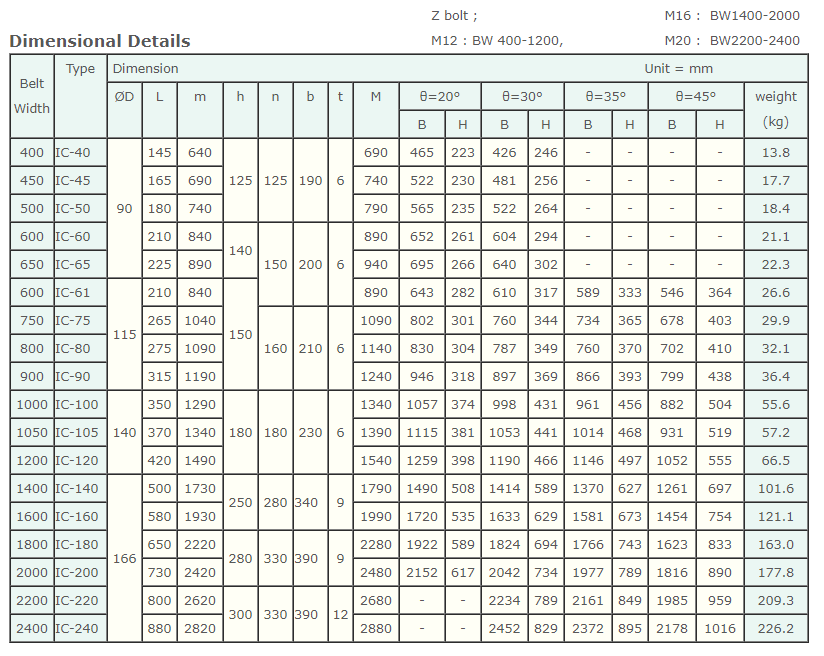 Z bolt ; M16 : BW1400-2000
Dimensional Details M12 : BW 400-1200, M20 : BW2200-2400
Belt Width Type Dimension Unit = mm
ØD L m h n b t M θ=20° θ=30° θ=35° θ=45° weight (kg)
B H B H B H B H
400 IC-40 90 145 640 125 125 190 6 690 465 223 426 246 - - - - 13.8
450 IC-45 165 690 740 522 230 481 256 - - - - 17.7
500 IC-50 180 740 790 565 235 522 264 - - - - 18.4
600 IC-60 210 840 140 150 200 6 890 652 261 604 294 - - - - 21.1
650 IC-65 225 890 940 695 266 640 302 - - - - 22.3
600 IC-61 115 210 840 150 890 643 282 610 317 589 333 546 364 26.6
750 IC-75 265 1040 160 210 6 1090 802 301 760 344 734 365 678 403 29.9
800 IC-80 275 1090 1140 830 304 787 349 760 370 702 410 32.1
900 IC-90 315 1190 1240 946 318 897 369 866 393 799 438 36.4
1000 IC-100 140 350 1290 180 180 230 6 1340 1057 374 998 431 961 456 882 504 55.6
1050 IC-105 370 1340 1390 1115 381 1053 441 1014 468 931 519 57.2
1200 IC-120 420 1490 1540 1259 398 1190 466 1146 497 1052 555 66.5
1400 IC-140 166 500 1730 250 280 340 9 1790 1490 508 1414 589 1370 627 1261 697 101.6
1600 IC-160 580 1930 1990 1720 535 1633 629 1581 673 1454 754 121.1
1800 IC-180 650 2220 280 330 390 9 2280 1922 589 1824 694 1766 743 1623 833 163.0
2000 IC-200 730 2420 2480 2152 617 2042 734 1977 789 1816 890 177.8
2200 IC-220 800 2620 300 330 390 12 2680 - - 2234 789 2161 849 1985 959 209.3
2400 IC-240 880 2820 2880 - - 2452 829 2372 895 2178 1016 226.2